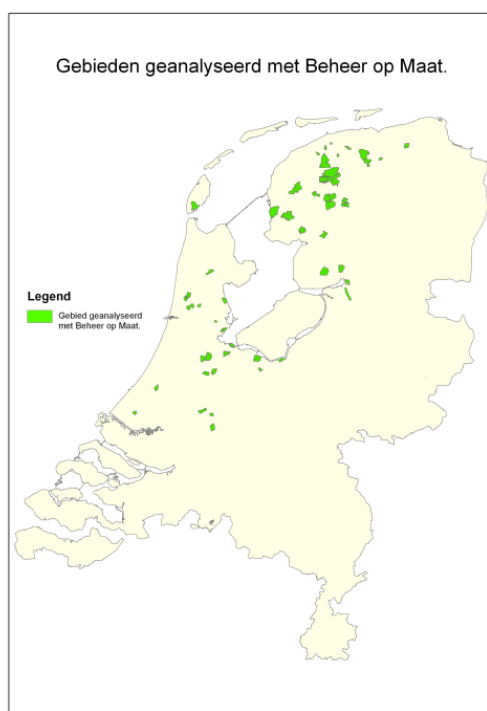 Gebieden geanalyseerd met Beheer op Maat.
Legend
Gebied geanalyseerd
met Beheer op Maat.